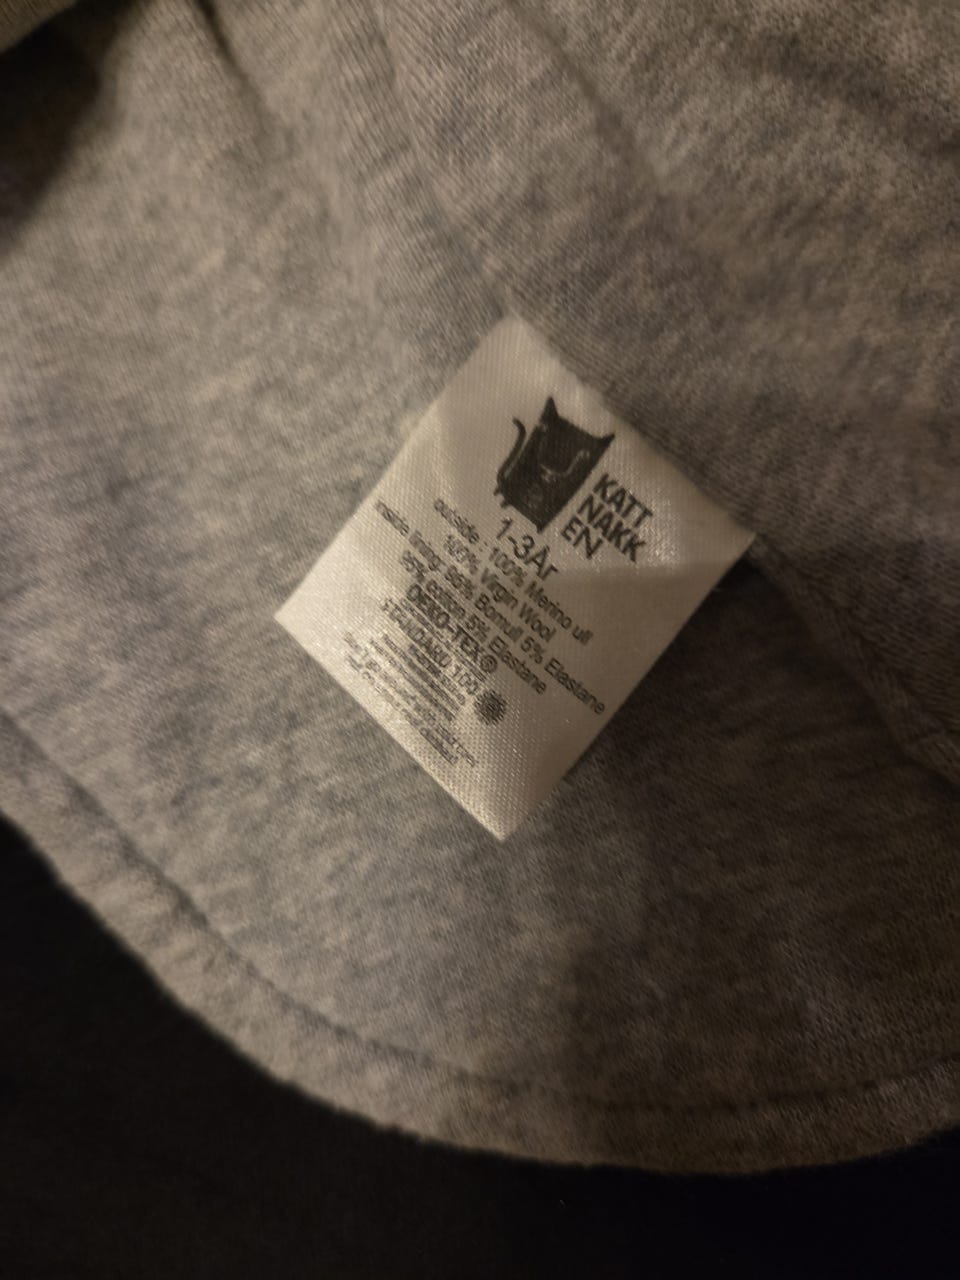 KATT
NAKK
EN
1-3År
outside : 100% Merino ull
100% Virgin Wool
inside lining: 95% Bomull 5% Elastane
95% cotton 5% Elastane
OEKO-TEX®
STANDARD 100